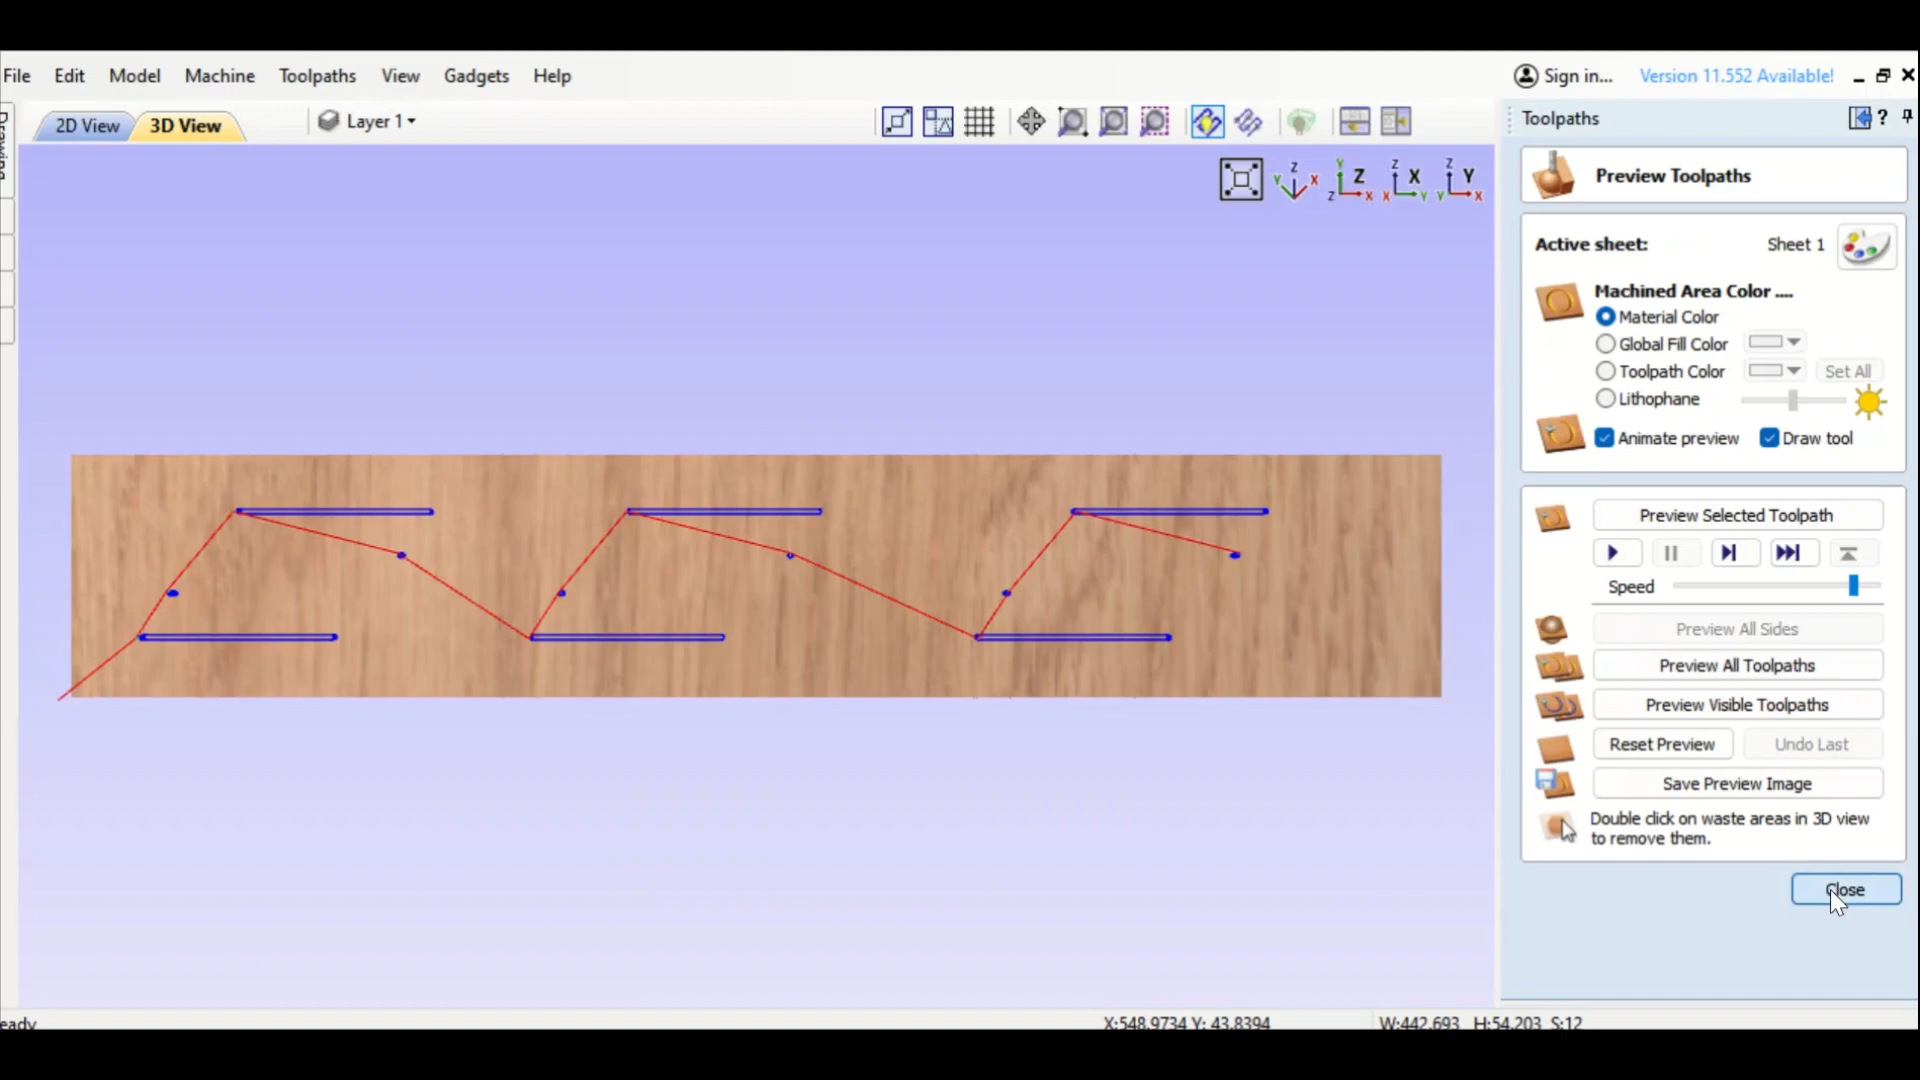 File Edit Model Machine Toolpaths View Gadgets Help
Sign in... Version 11.552 Available!
2D View 3D View Layer 1
Toolpaths ?
Drawing
Y Z X
Y Z Z X
Z X X Y
Z Y Y X
Preview Toolpaths
Active sheet: Sheet 1
Machined Area Color ....
Material Color
Global Fill Color
Toolpath Color Set All
Lithophane
Animate preview Draw tool
Preview Selected Toolpath
Speed
Preview All Sides
Preview All Toolpaths
Preview Visible Toolpaths
Reset Preview Undo Last
Save Preview Image
Double click on waste areas in 3D view
to remove them.
Close
eady X:548.9734 Y: 43.8394 W:442.693 H:54.203 S:12